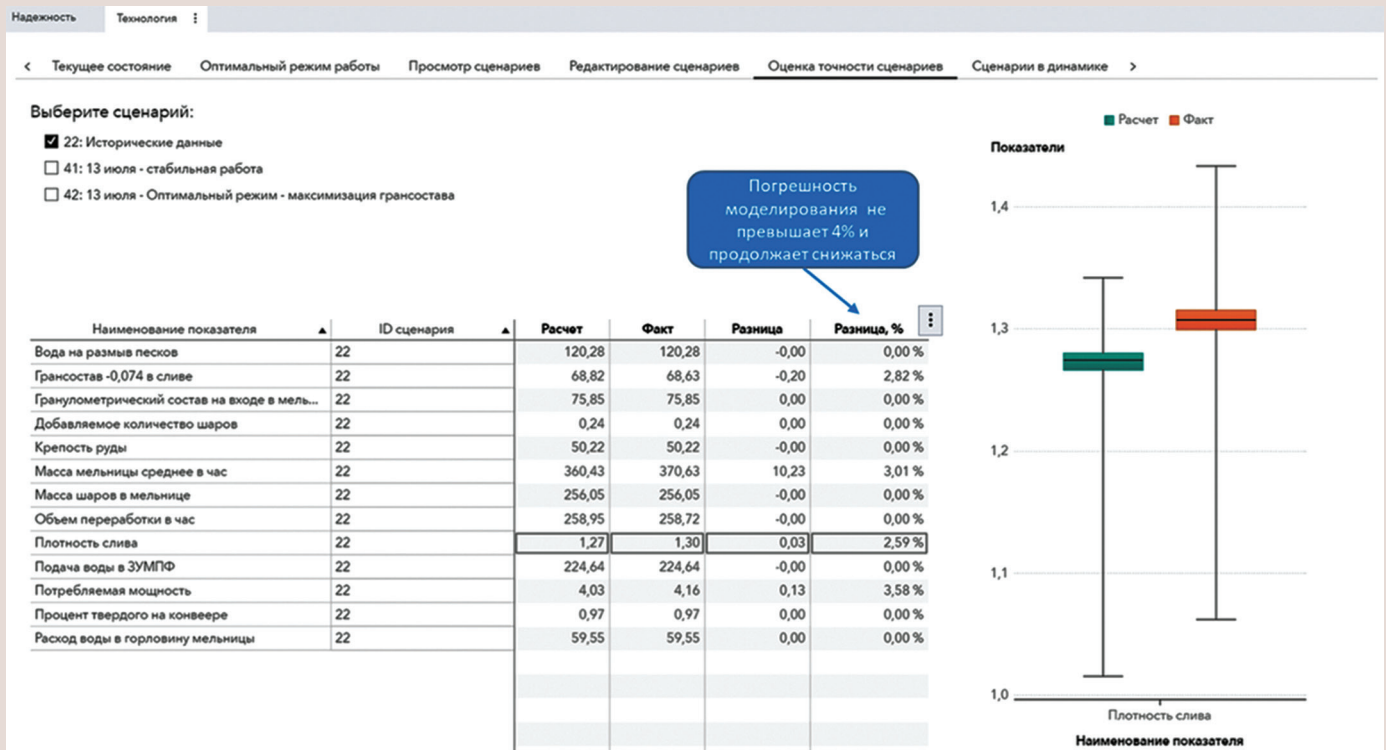 Надежность Технология
Текущее состояние Оптимальный режим работы Просмотр сценариев Редактирование сценариев Оценка точности сценариев Сценарии в динамике
Выберите сценарий:
22: Исторические данные
41: 13 июля - стабильная работа
42: 13 июля - Оптимальный режим - максимизация грансостава
Погрешность
моделирования не
превышает 4% и
продолжает снижаться
Наименование показателя ID сценария Расчет Факт Разница Разница, %
Вода на размыв песков 22 120,28 120,28 -0,00 0,00 %
Грансостав -0,074 в сливе 22 68,82 68,63 -0,20 2,82 %
Гранулометрический состав на входе в мель... 22 75,85 75,85 0,00 0,00 %
Добавляемое количество шаров 22 0,24 0,24 0,00 0,00 %
Крепость руды 22 50,22 50,22 -0,00 0,00 %
Масса мельницы среднее в час 22 360,43 370,63 10,23 3,01 %
Масса шаров в мельнице 22 256,05 256,05 -0,00 0,00 %
Объем переработки в час 22 258,95 258,72 -0,00 0,00 %
Плотность слива 22 1,27 1,30 0,03 2,59 %
Подача воды в ЗУМПФ 22 224,64 224,64 -0,00 0,00 %
Потребляемая мощность 22 4,03 4,16 0,13 3,58 %
Процент твердого на конвеере 22 0,97 0,97 0,00 0,00 %
Расход воды в горловину мельницы 22 59,55 59,55 0,00 0,00 %
Расчет Факт
Показатели
1,4
1,3
1,2
1,1
1,0
Плотность слива
Наименование показателя